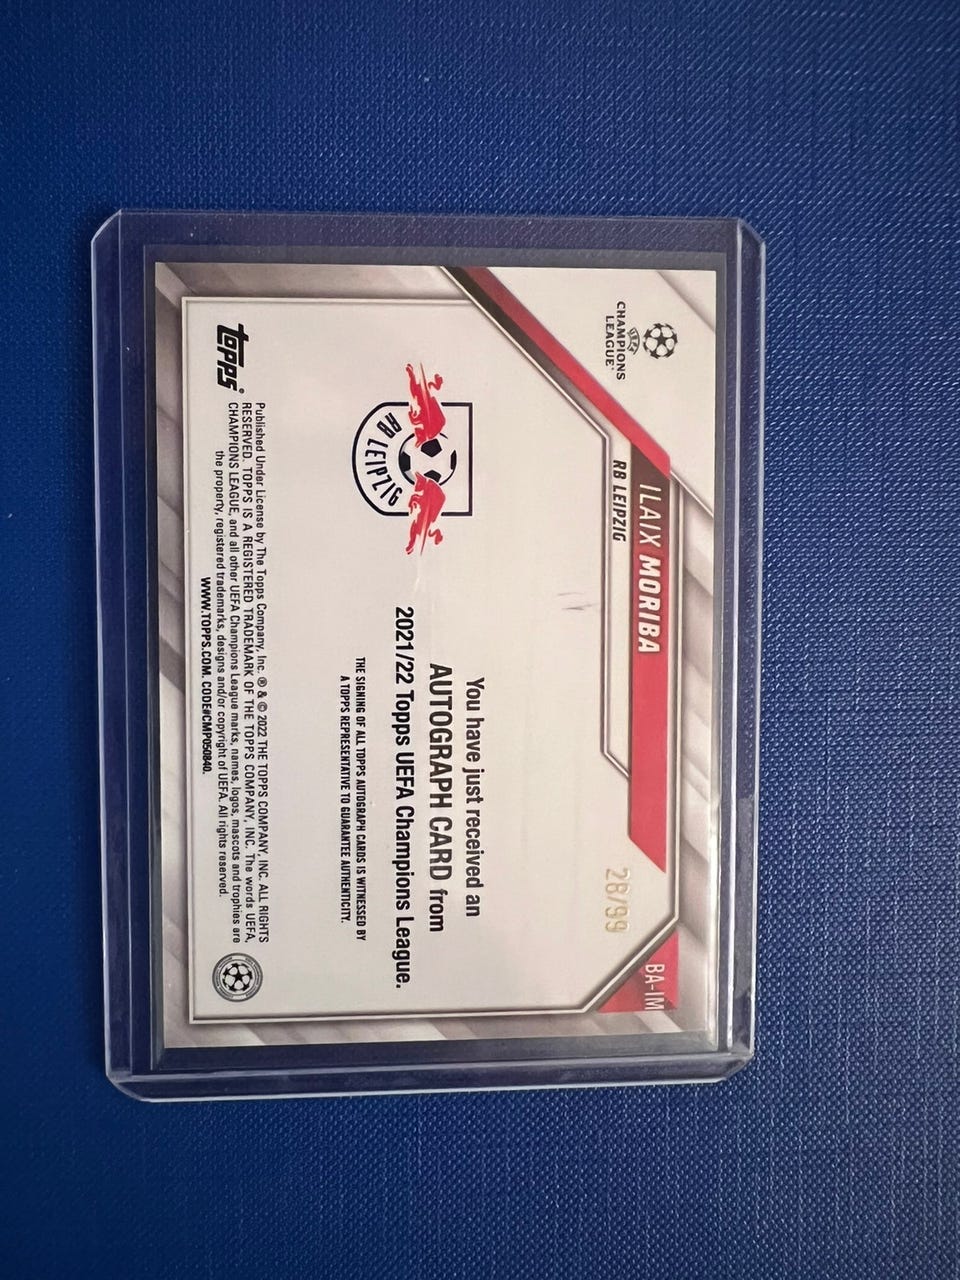 CHAMPIONS
UEFA
LEAGUE®
ILAIX MORIBA
RB LEIPZIG
28/99
BA-IM
RB LEIPZIG
You have just received an
AUTOGRAPH CARD from
2021/22 Topps UEFA Champions League.
THE SIGNING OF ALL TOPPS AUTOGRAPH CARDS IS WITNESSED BY
A TOPPS REPRESENTATIVE TO GUARANTEE AUTHENTICITY.
topps®
Published Under License by The Topps Company, Inc. ® & © 2022 THE TOPPS COMPANY, INC. ALL RIGHTS
RESERVED. TOPPS IS A REGISTERED TRADEMARK OF THE TOPPS COMPANY, INC. The words UEFA,
CHAMPIONS LEAGUE, and all other UEFA Champions League marks, names, logos, mascots and trophies are
the property, registered trademarks, designs and/or copyright of UEFA. All rights reserved.
WWW.TOPPS.COM. CODE#CMP050840.